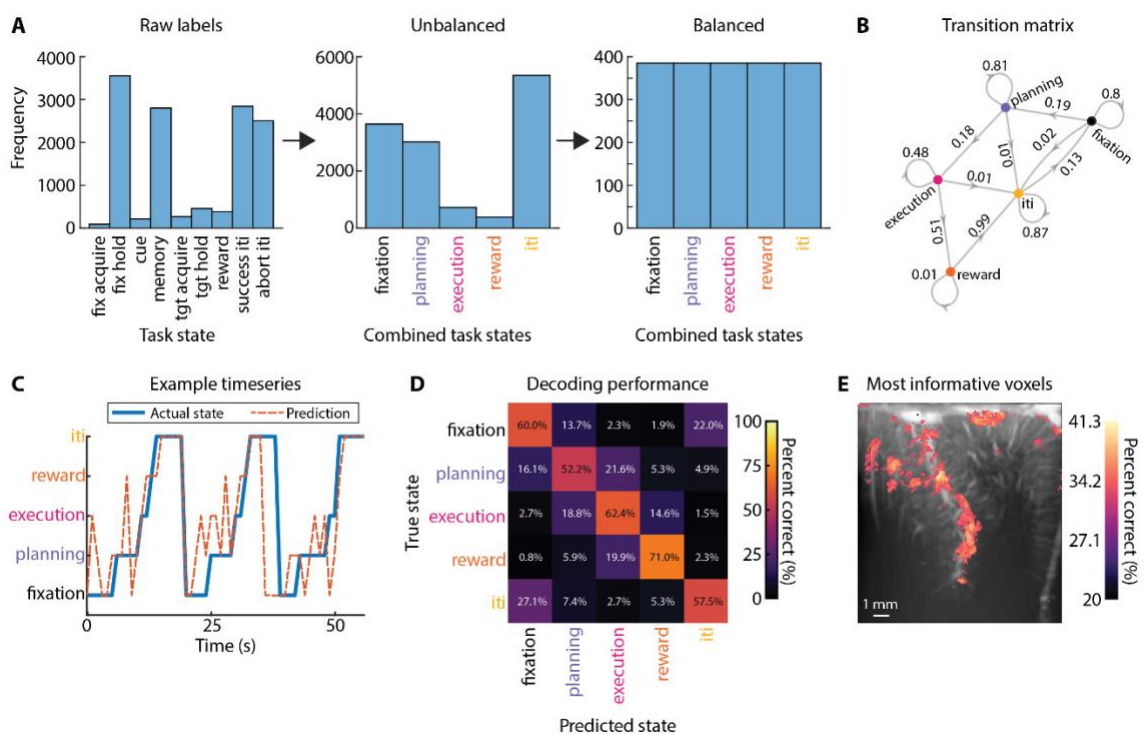 A
Raw labels
Unbalanced
Balanced
B
Transition matrix
Frequency
4000
3000
2000
1000
0
fix acquire
fix hold
cue
memory
tgt acquire
tgt hold
reward
success iti
abort iti
Task state
6000
4000
2000
0
fixation
planning
execution
reward
iti
Combined task states
400
300
200
100
0
fixation
planning
execution
reward
iti
Combined task states
0.81
planning
0.8
0.19
fixation
0.18
0.02
0.01
0.13
0.48
execution
0.01
iti
0.87
0.51
0.99
0.01
reward
C
Example timeseries
Actual state
Prediction
iti
reward
execution
planning
fixation
0
25
50
Time (s)
D
Decoding performance
True state
fixation
60.0%
13.7%
2.3%
1.9%
22.0%
planning
16.1%
52.2%
21.6%
5.3%
4.9%
execution
2.7%
18.8%
62.4%
14.6%
1.5%
reward
0.8%
5.9%
19.9%
71.0%
2.3%
iti
27.1%
7.4%
2.7%
5.3%
57.5%
fixation
planning
execution
reward
iti
Predicted state
100
75
50
25
0
Percent correct (%)
E
Most informative voxels
1 mm
41.3
34.2
27.1
20
Percent correct (%)